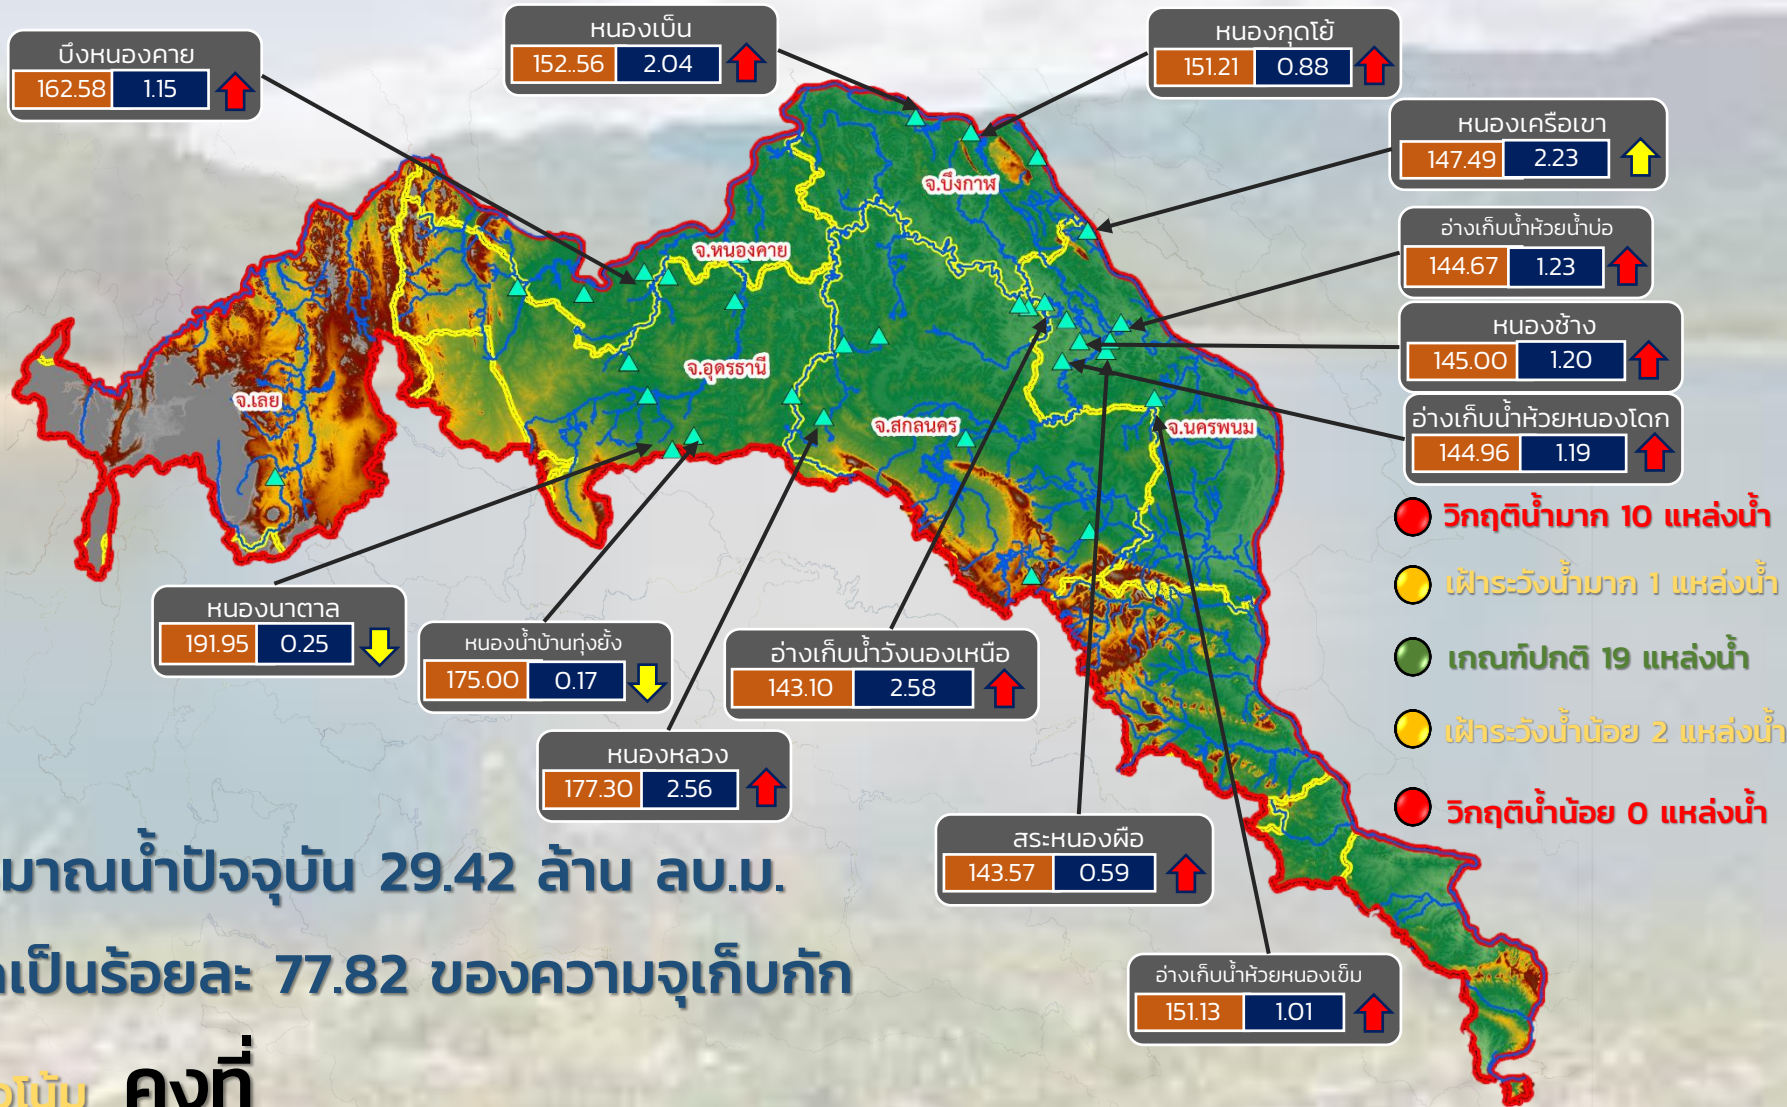 หนองเบ็น
152..56 2.04
หนองกุดโย้
151.21 0.88
บึงหนองคาย
162.58 1.15
หนองเครือเขา
147.49 2.23
จ.บึงกาฬ
อ่างเก็บน้ำห้วยน้ำบ่อ
144.67 1.23
จ.หนองคาย
หนองช้าง
145.00 1.20
จ.อุดรธานี
จ.เลย
จ.สกลนคร
จ.นครพนม
อ่างเก็บน้ำห้วยหนองโดก
144.96 1.19
วิกฤติน้ำมาก 10 แหล่งน้ำ
เฝ้าระวังน้ำมาก 1 แหล่งน้ำ
เกณฑ์ปกติ 19 แหล่งน้ำ
เฝ้าระวังน้ำน้อย 2 แหล่งน้ำ
วิกฤติน้ำน้อย 0 แหล่งน้ำ
หนองนาตาล
191.95 0.25
หนองน้ำบ้านทุ่งยั้ง
175.00 0.17
อ่างเก็บน้ำวังนองเหนือ
143.10 2.58
หนองหลวง
177.30 2.56
สระหนองผือ
143.57 0.59
อ่างเก็บน้ำห้วยหนองเข็ม
151.13 1.01
มาณน้ำปัจจุบัน 29.42 ล้าน ลบ.ม.
เป็นร้อยละ 77.82 ของความจุเก็บกัก
โน้ม คงที่